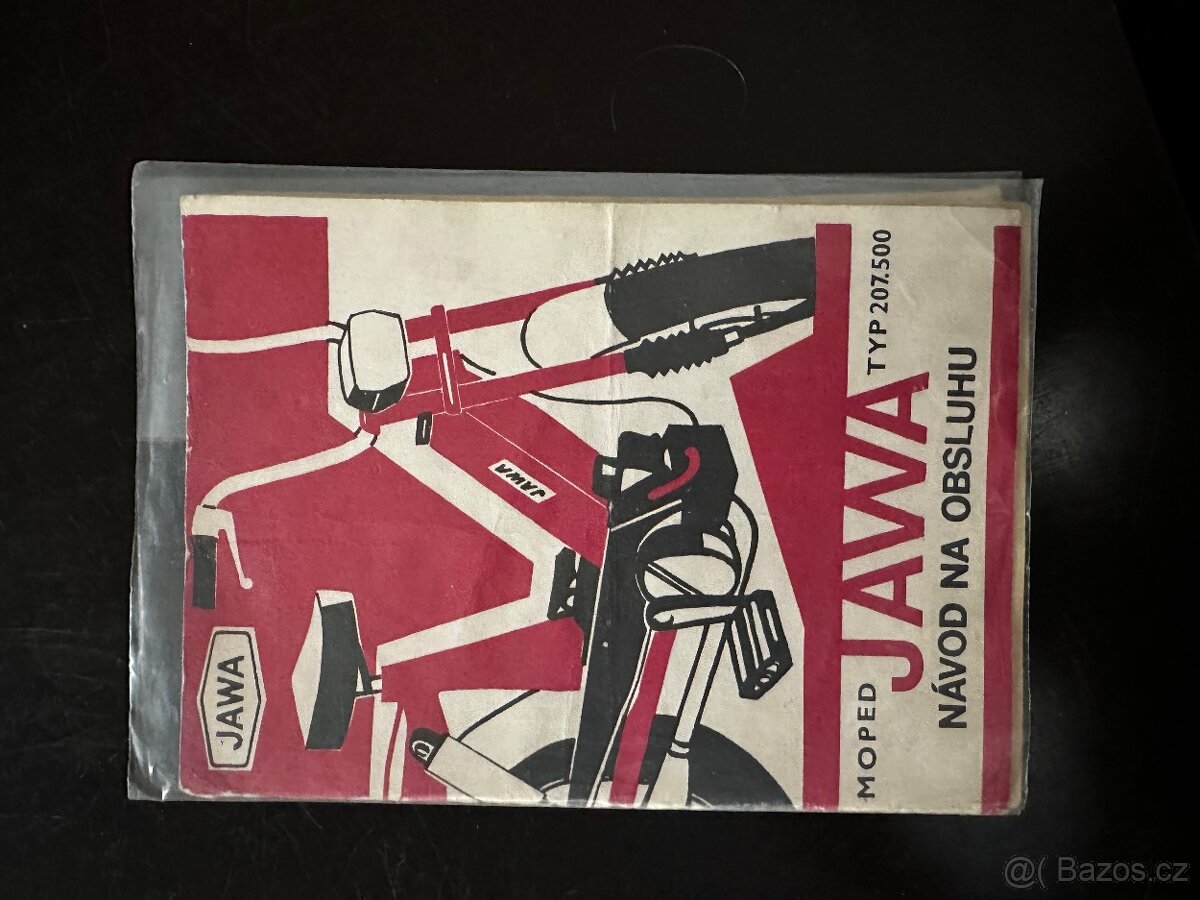 JAWA
JAWA
MOPED JAWA TYP 207.500
NÁVOD NA OBSLUHU
@( Bazos.cz